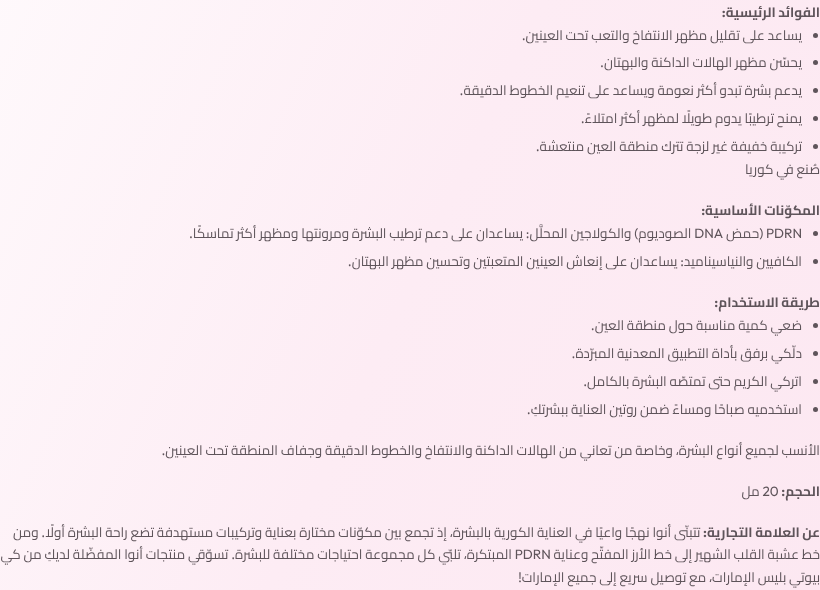 الفوائد الرئيسية:
• يساعد على تقليل مظهر الانتفاخ والتعب تحت العينين.
• يحسّن مظهر الهالات الداكنة والبهتان.
• يدعم بشرة تبدو أكثر نعومة ويساعد على تنعيم الخطوط الدقيقة.
• يمنح ترطيبًا يدوم طويلًا لمظهر أكثر امتلاءً.
• تركيبة خفيفة غير لزجة تترك منطقة العين منتعشة.
صُنع في كوريا
المكوّنات الأساسية:
• PDRN (حمض DNA الصوديوم) والكولاجين المحلَّل: يساعدان على دعم ترطيب البشرة ومرونتها ومظهر أكثر تماسكًا.
• الكافيين والنياسيناميد: يساعدان على إنعاش العينين المتعبتين وتحسين مظهر البهتان.
طريقة الاستخدام:
• ضعي كمية مناسبة حول منطقة العين.
• دلّكي برفق بأداة التطبيق المعدنية المبرّدة.
• اتركي الكريم حتى تمتصّه البشرة بالكامل.
• استخدميه صباحًا ومساءً ضمن روتين العناية ببشرتكِ.
الأنسب لجميع أنواع البشرة، وخاصة من تعاني من الهالات الداكنة والانتفاخ والخطوط الدقيقة وجفاف المنطقة تحت العينين.
الحجم: 20 مل
عن العلامة التجارية: تتبنّى أنوا نهجًا واعيًا في العناية الكورية بالبشرة، إذ تجمع بين مكوّنات مختارة بعناية وتركيبات مستهدفة تضع راحة البشرة أولًا. ومن
خط عشبة القلب الشهير إلى خط الأرز المفتّح وعناية PDRN المبتكرة، تلبّي كل مجموعة احتياجات مختلفة للبشرة. تسوّقي منتجات أنوا المفضّلة لديكِ من كي
بيوتي بليس الإمارات، مع توصيل سريع إلى جميع الإمارات!